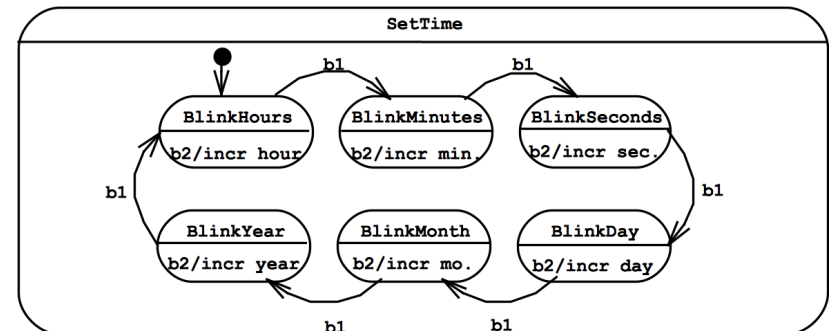 SetTime
b1
b1
BlinkHours
BlinkMinutes
BlinkSeconds
b2/incr hour
b2/incr min.
b2/incr sec.
b1
b1
BlinkYear
BlinkMonth
BlinkDay
b2/incr year
b2/incr mo.
b2/incr day
b1
b1